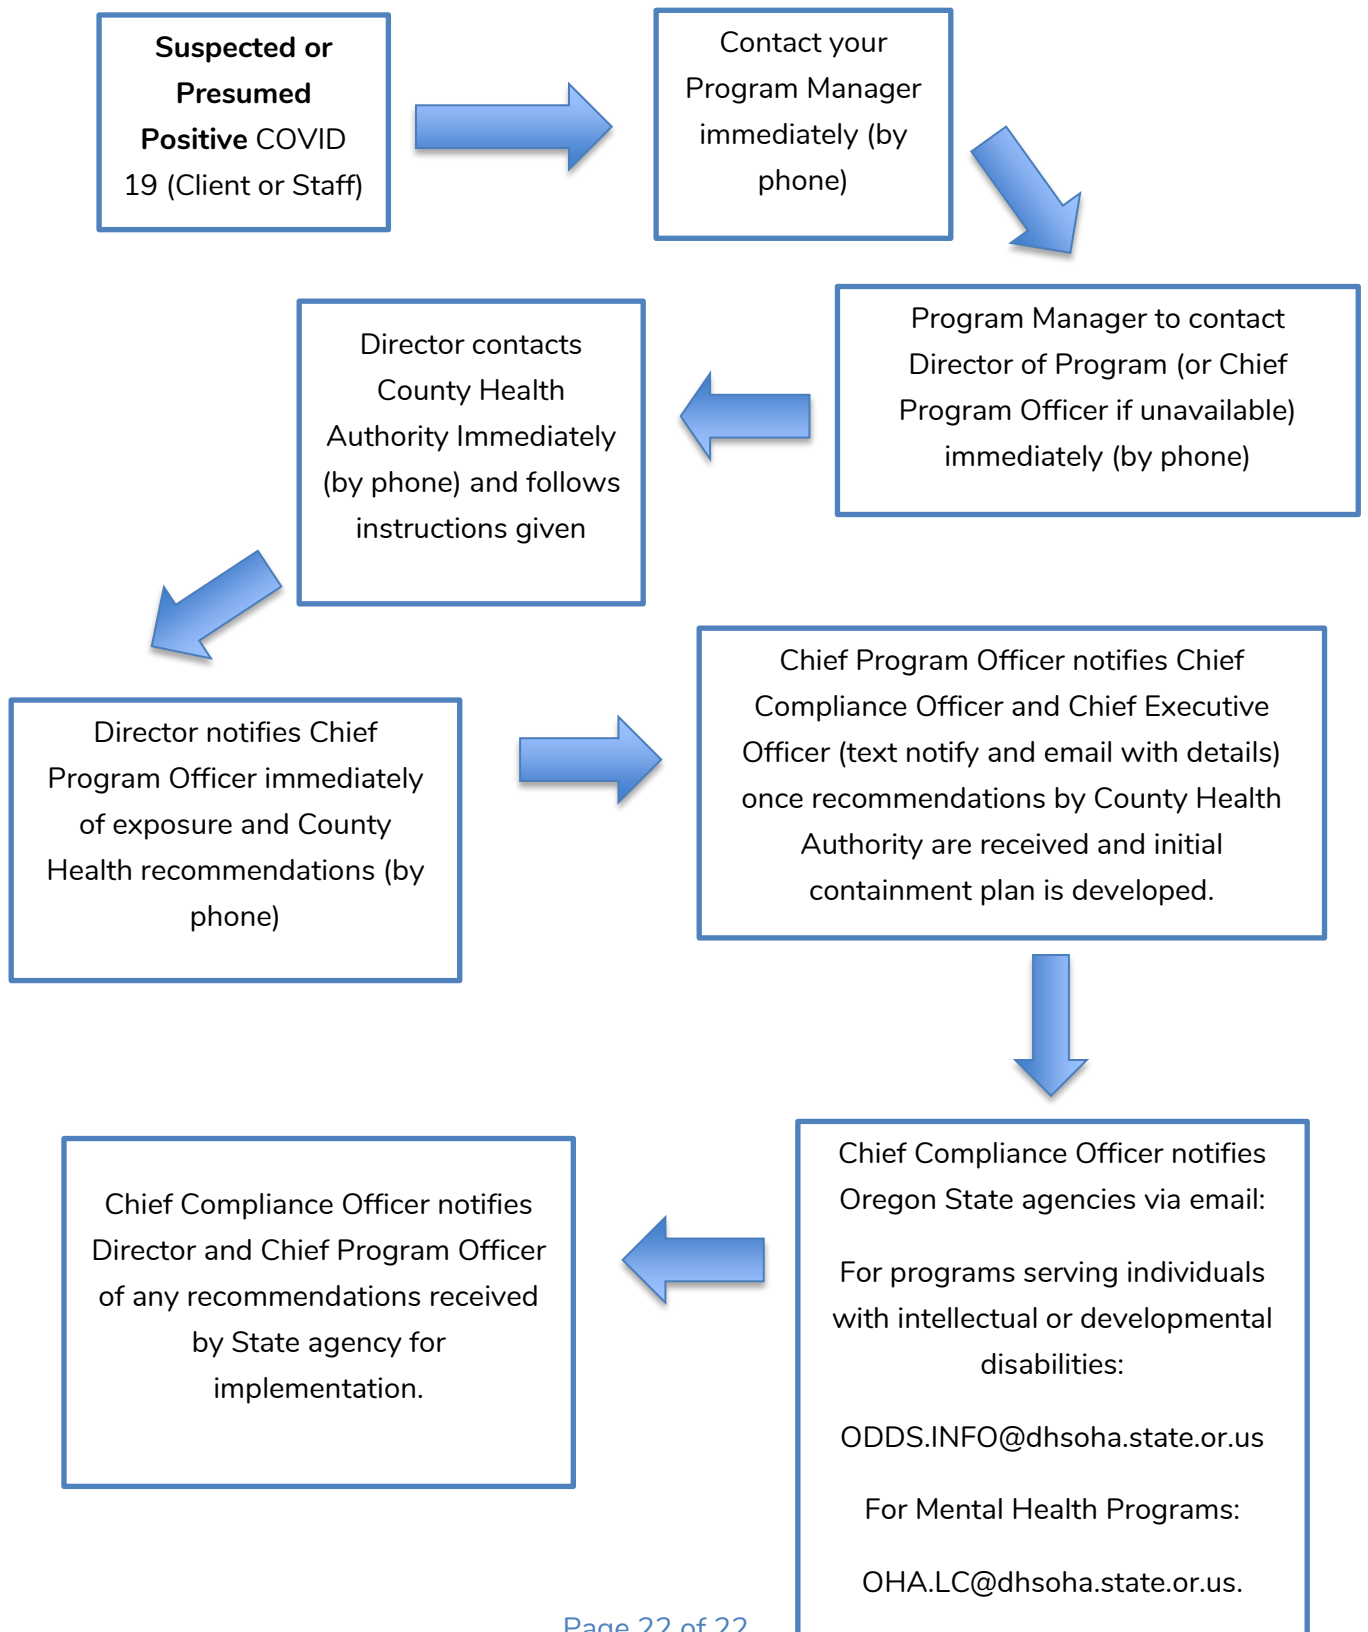 Suspected or
Presumed
Positive COVID
19 (Client or Staff)
Contact your
Program Manager
immediately (by
phone)
Program Manager to contact
Director of Program (or Chief
Program Officer if unavailable)
immediately (by phone)
Director contacts
County Health
Authority Immediately
(by phone) and follows
instructions given
Director notifies Chief
Program Officer immediately
of exposure and County
Health recommendations (by
phone)
Chief Program Officer notifies Chief
Compliance Officer and Chief Executive
Officer (text notify and email with details)
once recommendations by County Health
Authority are received and initial
containment plan is developed.
Chief Compliance Officer notifies
Oregon State agencies via email:
For programs serving individuals
with intellectual or developmental
disabilities:
ODDS.INFO@dhsoha.state.or.us
For Mental Health Programs:
OHA.LC@dhsoha.state.or.us.
Chief Compliance Officer notifies
Director and Chief Program Officer
of any recommendations received
by State agency for
implementation.
Page 22 of 22